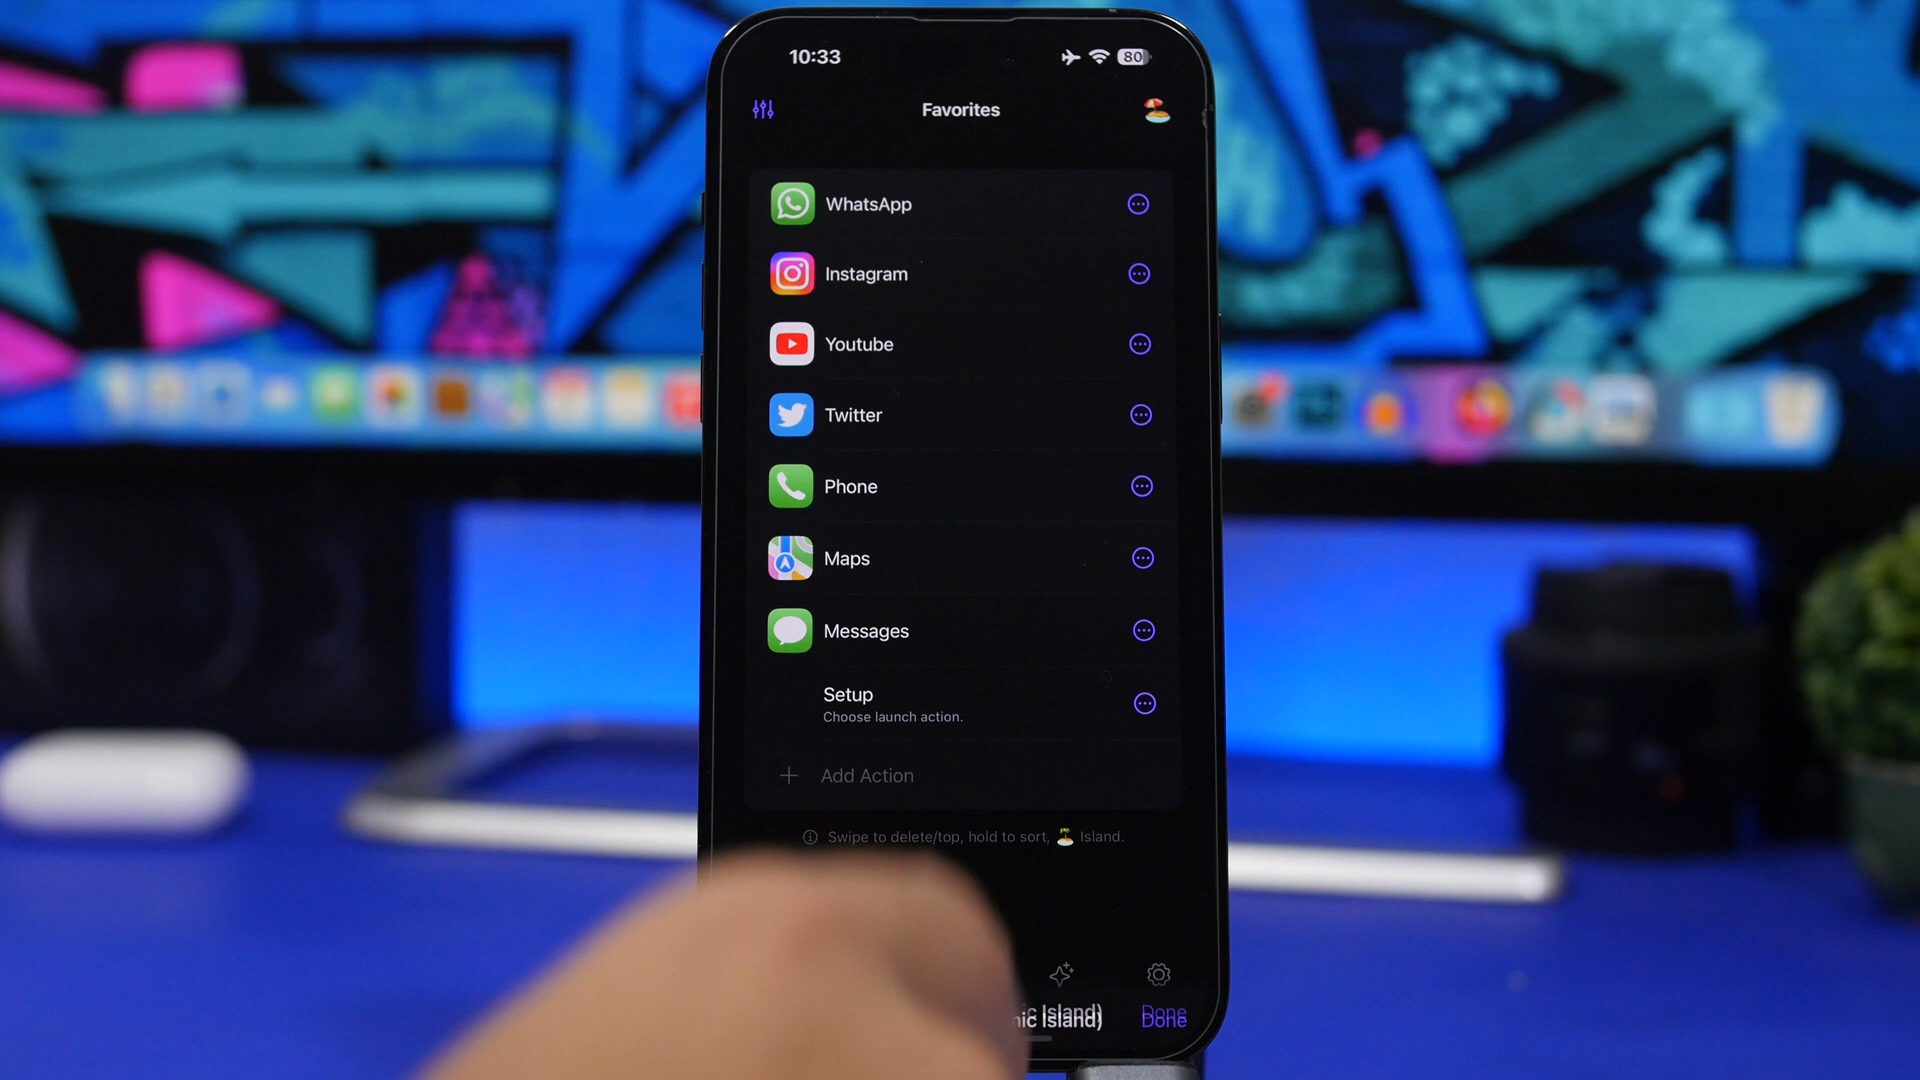 10:33
80
Favorites
WhatsApp
Instagram
Youtube
Twitter
Phone
Maps
Messages
Setup
Choose launch action.
+ Add Action
Swipe to delete/top, hold to sort, 🏝️ Island.
Island)
Done